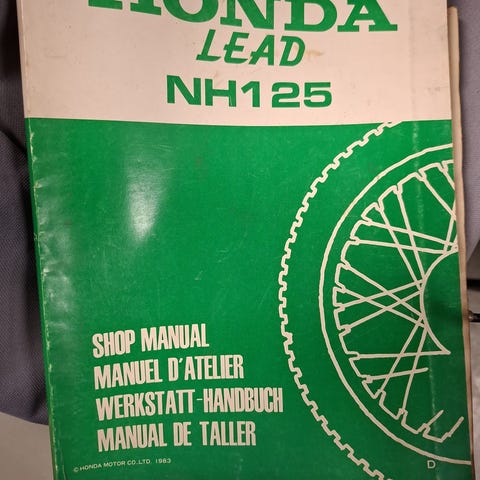 HONDA
LEAD
NH125
SHOP MANUAL
MANUEL D'ATELIER
WERKSTATT-HANDBUCH
MANUAL DE TALLER
© HONDA MOTOR CO., LTD. 1983
D